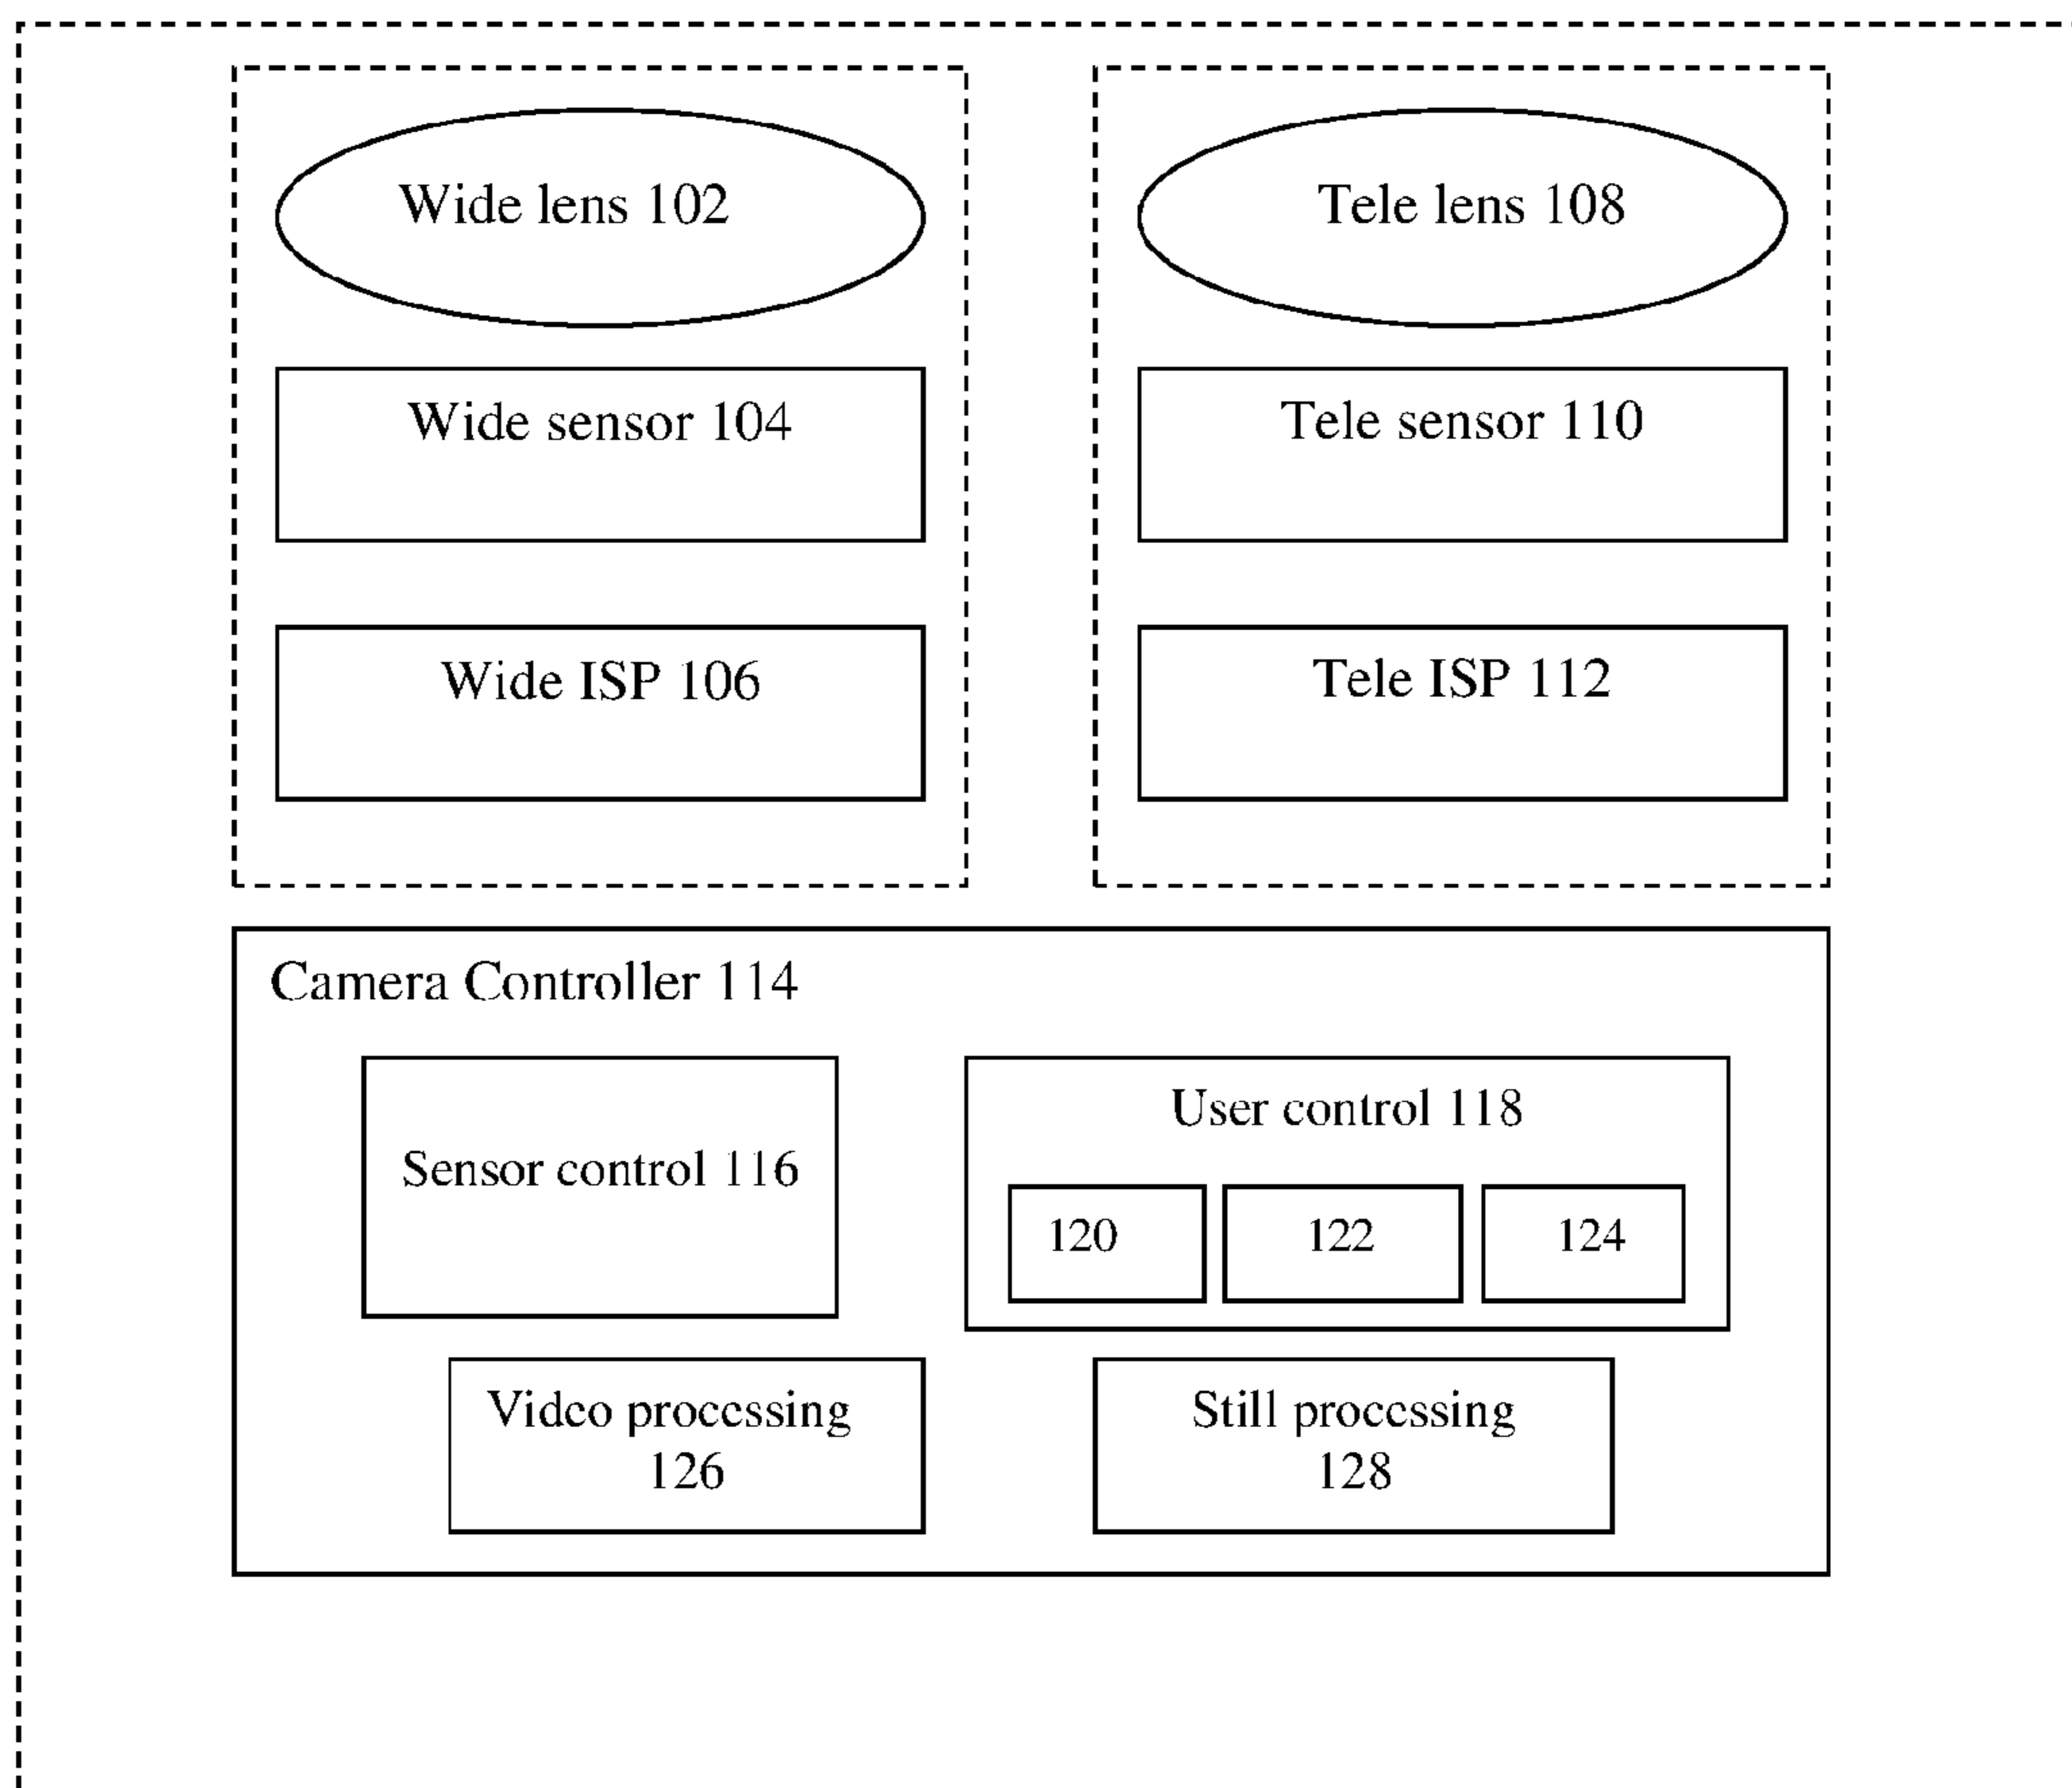 Wide lens 102
Tele lens 108
Wide sensor 104
Tele sensor 110
Wide ISP 106
Tele ISP 112
Camera Controller 114
Sensor control 116
User control 118
120
122
124
Video processing
126
Still processing
128